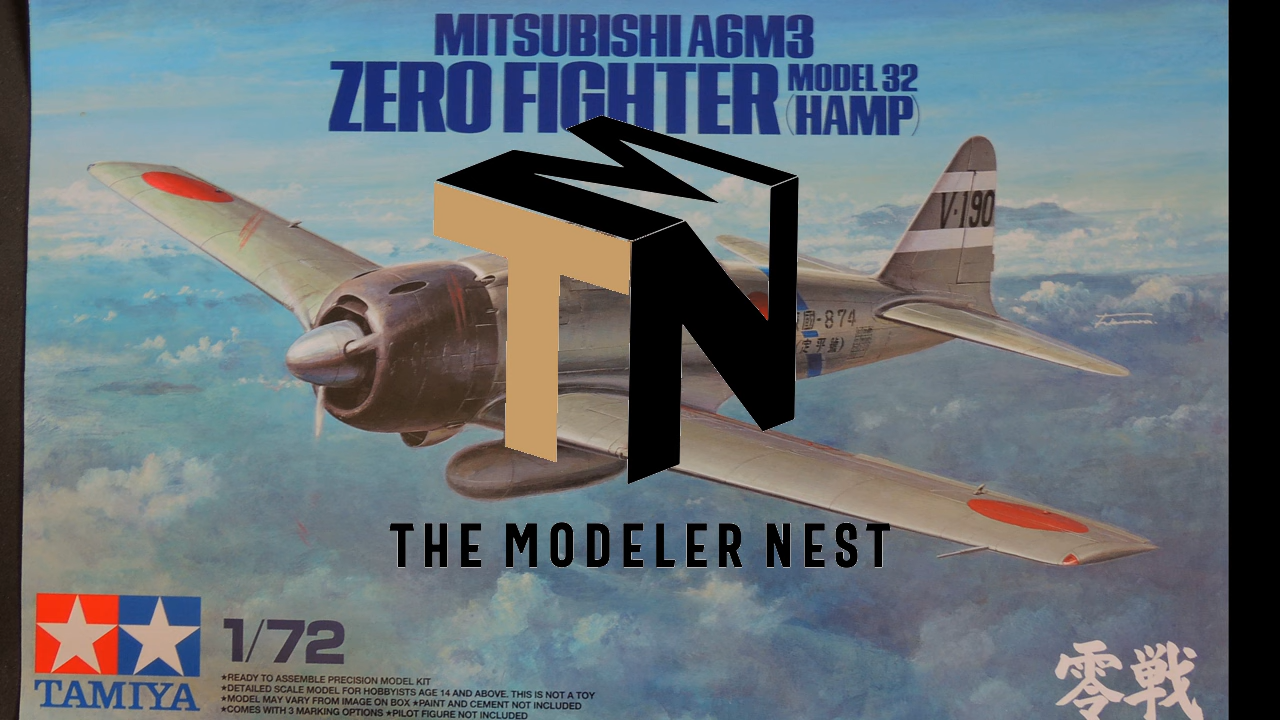 MITSUBISHI A6M3
ZERO FIGHTER MODEL 32
(HAMP)
V-190
国-874
THE MODELER NEST
1/72
TAMIYA
★READY TO ASSEMBLE PRECISION MODEL KIT
★DETAILED SCALE MODEL FOR HOBBYISTS AGE 14 AND ABOVE. THIS IS NOT A TOY
★MODEL MAY VARY FROM IMAGE ON BOX ★PAINT AND CEMENT NOT INCLUDED
★COMES WITH 3 MARKING OPTIONS ★PILOT FIGURE NOT INCLUDED
零戦